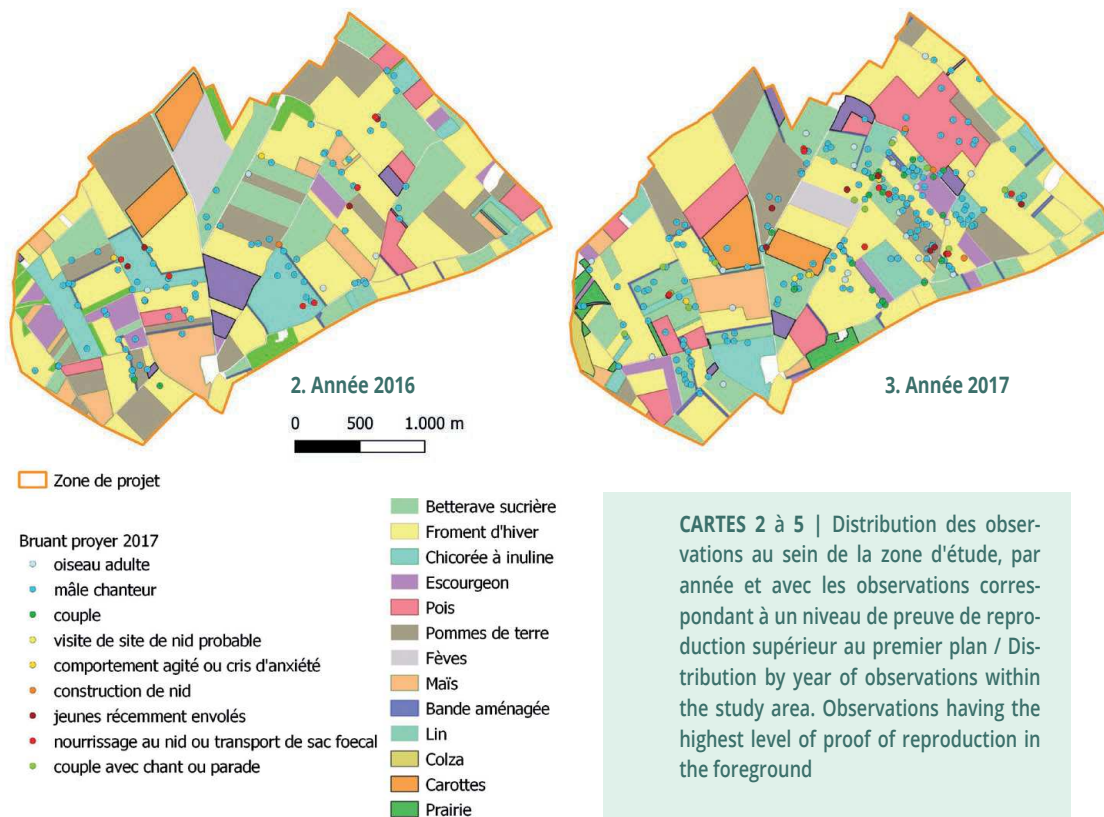 2. Année 2016
3. Année 2017
0 500 1.000 m
Zone de projet
Bruant proyer 2017
oiseau adulte
mâle chanteur
couple
visite de site de nid probable
comportement agité ou cris d'anxiété
construction de nid
jeunes récemment envolés
nourrissage au nid ou transport de sac foecal
couple avec chant ou parade
Betterave sucrière
Froment d'hiver
Chicorée à inuline
Escourgeon
Pois
Pommes de terre
Fèves
Maïs
Bande aménagée
Lin
Colza
Carottes
Prairie
CARTES 2 à 5 | Distribution des obser-
vations au sein de la zone d'étude, par
année et avec les observations corres-
pondant à un niveau de preuve de repro-
duction supérieur au premier plan / Dis-
tribution by year of observations within
the study area. Observations having the
highest level of proof of reproduction in
the foreground